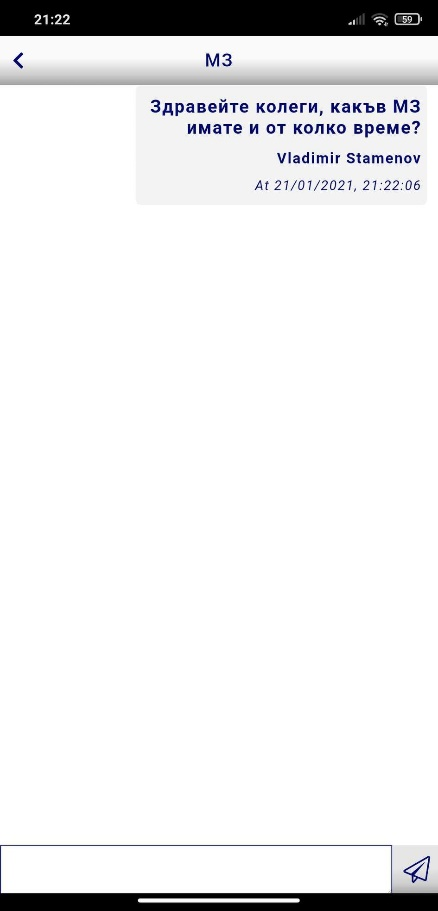 21:22
59
МЗ
Здравейте колеги, какъв МЗ
имате и от колко време?
Vladimir Stamenov
At 21/01/2021, 21:22:06